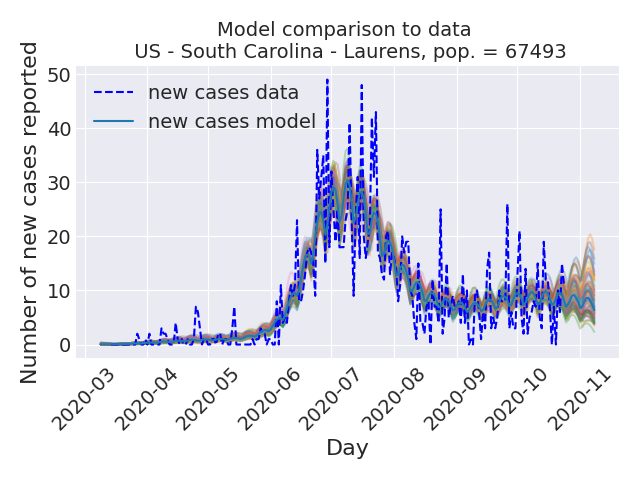 Model comparison to data
US - South Carolina - Laurens, pop. = 67493
Number of new cases reported
50
40
30
20
10
0
new cases data
new cases model
2020-03
2020-04
2020-05
2020-06
2020-07
2020-08
2020-09
2020-10
2020-11
Day